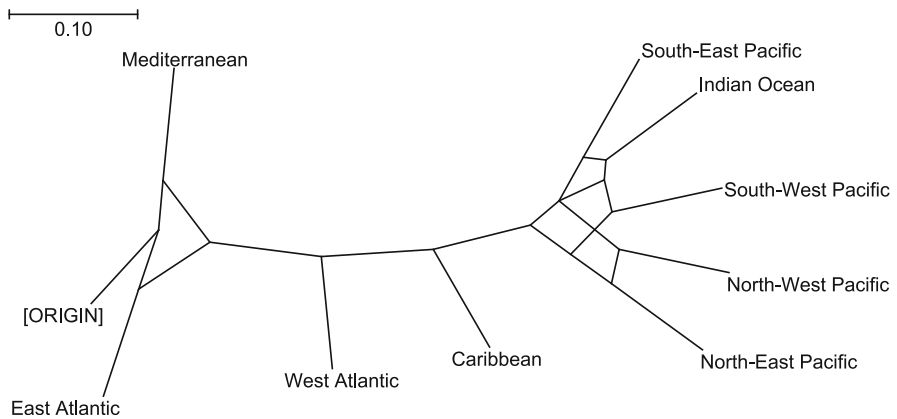 0.10
Mediterranean
South-East Pacific
Indian Ocean
South-West Pacific
North-West Pacific
[ORIGIN]
Caribbean
North-East Pacific
West Atlantic
East Atlantic